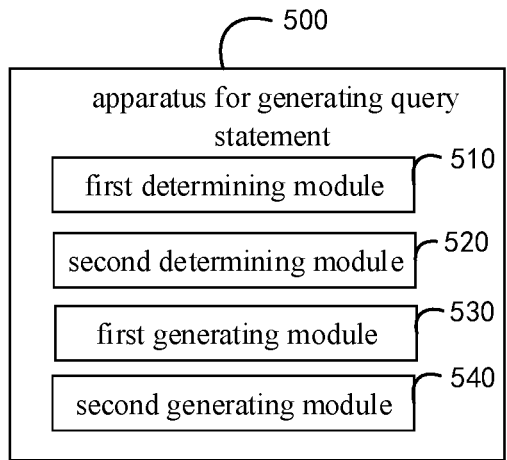 500
apparatus for generating query
statement
510
first determining module
520
second determining module
530
first generating module
540
second generating module